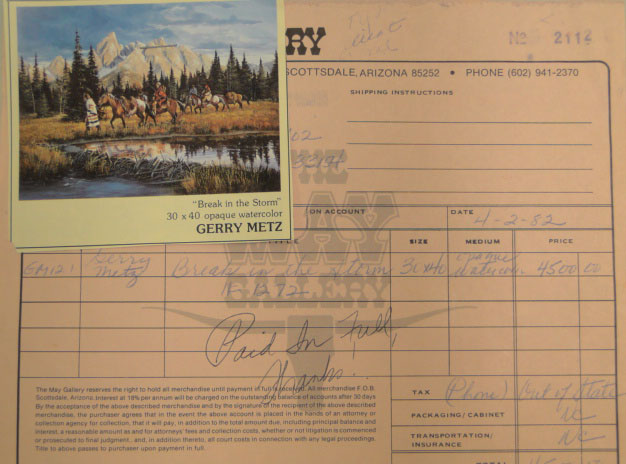 RY
No 2112
SCOTTSDALE, ARIZONA 85252 • PHONE (602) 941-2370
SHIPPING INSTRUCTIONS
"Break in the Storm"
30 x 40 opaque watercolor
GERRY METZ
ON ACCOUNT
DATE 4-2-82
TITLE SIZE MEDIUM PRICE
GM121 Gerry Metz Break in the Storm 30x40 opaque watercolor 4500 00
THE MAY GALLERY
Paid In Full,
Thanks!
The May Gallery reserves the right to hold all merchandise until payment in full is received. All merchandise F.O.B.
Scottsdale, Arizona Interest at 18% per annum will be charged on the outstanding balance of accounts after 30 days
By the acceptance of the above described merchandise and by the signature of the recipient of the above described
merchandise, the purchaser agrees that in the event the above account is placed in the hands of an attorney or
collection agency for collection, that it will pay, in addition to the total amount due, including principal balance and
interest, a reasonable amount as and for attorneys' fees and collection costs, whether or not litigation is commenced
or prosecuted to final judgment, and, in addition thereto, all court costs in connection with any legal proceedings.
Title to above passes to purchaser upon payment in full.
TAX (Phone) Out of State
PACKAGING/CABINET NC
TRANSPORTATION/
INSURANCE NC